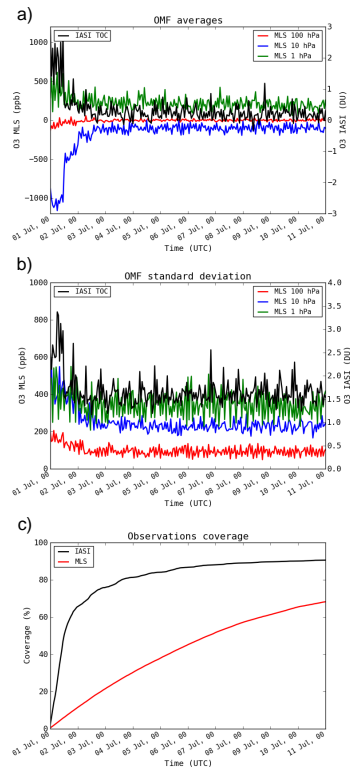 a)
OMF averages
IASI TOC
MLS 100 hPa
MLS 10 hPa
MLS 1 hPa
1000
500
0
−500
−1000
O3 MLS (ppb)
3
2
1
0
−1
−2
−3
O3 IASI (DU)
01 Jul, 00
02 Jul, 00
03 Jul, 00
04 Jul, 00
05 Jul, 00
06 Jul, 00
07 Jul, 00
08 Jul, 00
09 Jul, 00
10 Jul, 00
11 Jul, 00
Time (UTC)
b)
OMF standard deviation
IASI TOC
MLS 100 hPa
MLS 10 hPa
MLS 1 hPa
1000
800
600
400
200
0
O3 MLS (ppb)
4.0
3.5
3.0
2.5
2.0
1.5
1.0
0.5
0.0
O3 IASI (DU)
01 Jul, 00
02 Jul, 00
03 Jul, 00
04 Jul, 00
05 Jul, 00
06 Jul, 00
07 Jul, 00
08 Jul, 00
09 Jul, 00
10 Jul, 00
11 Jul, 00
Time (UTC)
c)
Observations coverage
IASI
MLS
100
80
60
40
20
0
Coverage (%)
01 Jul, 00
02 Jul, 00
03 Jul, 00
04 Jul, 00
05 Jul, 00
06 Jul, 00
07 Jul, 00
08 Jul, 00
09 Jul, 00
10 Jul, 00
11 Jul, 00
Time (UTC)